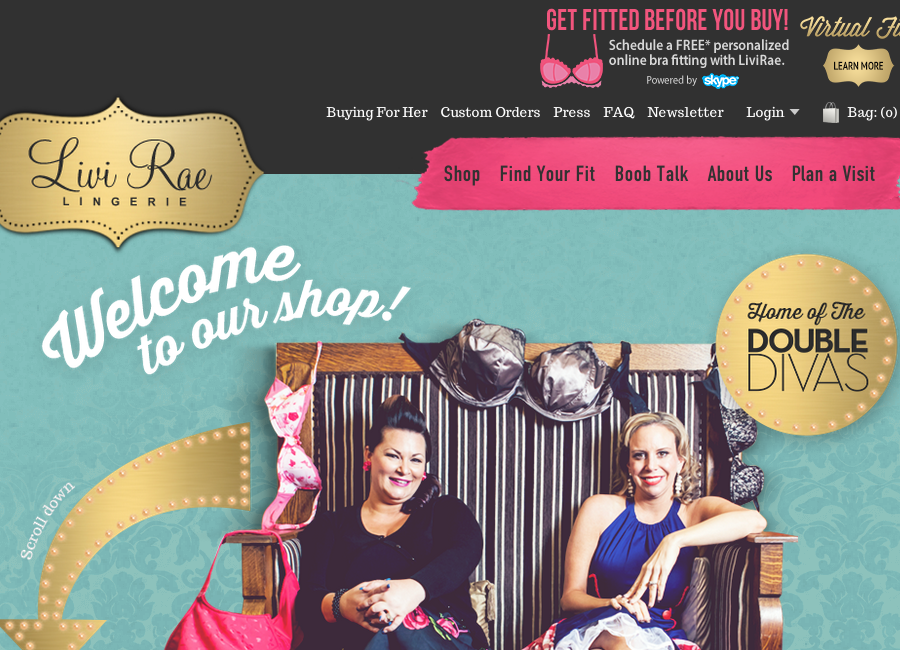 GET FITTED BEFORE YOU BUY!
Schedule a FREE* personalized
online bra fitting with LiviRae.
Powered by skype
Virtual
LEARN MORE
Buying For Her Custom Orders Press FAQ Newsletter Login Bag: (0)
Livi Rae
LINGERIE
Shop Find Your Fit Boob Talk About Us Plan a Visit
Welcome
to our shop!
Home of The
DOUBLE
DIVAS
Scroll down